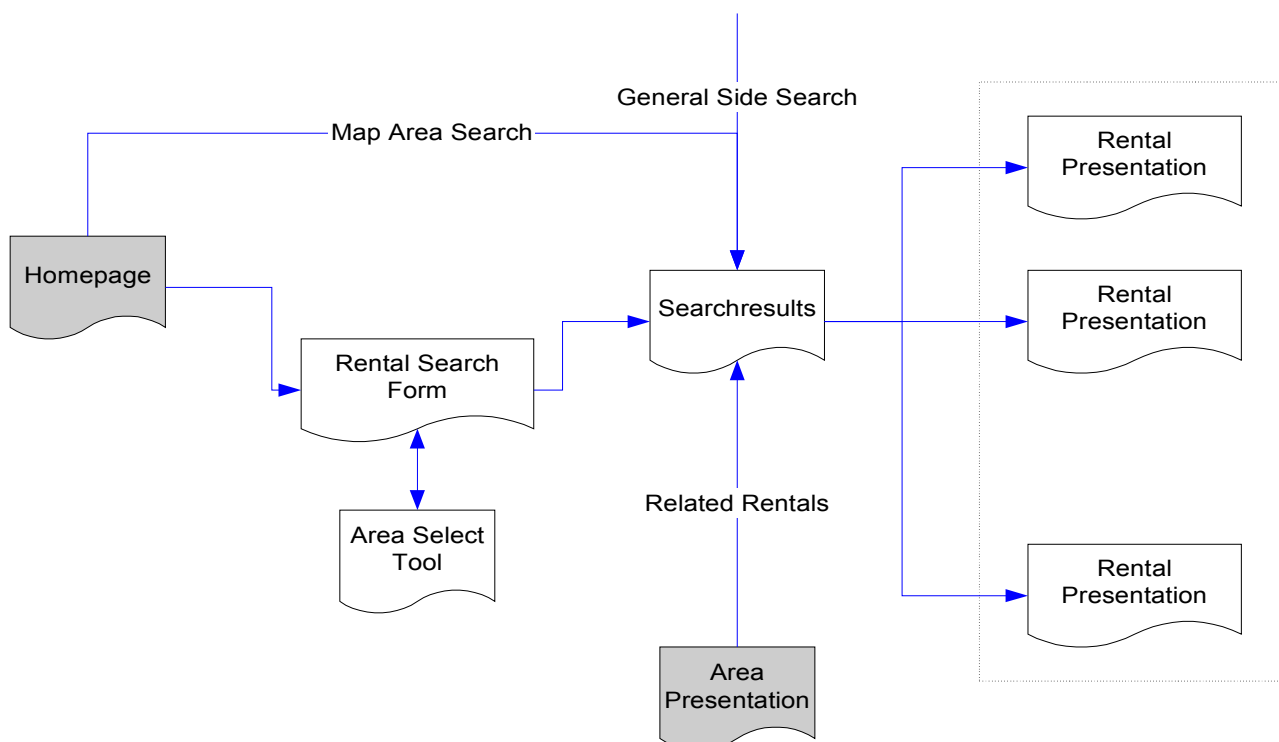 General Side Search
Map Area Search
Rental
Presentation
Homepage
Searchresults
Rental
Presentation
Rental Search
Form
Related Rentals
Area Select
Tool
Rental
Presentation
Area
Presentation